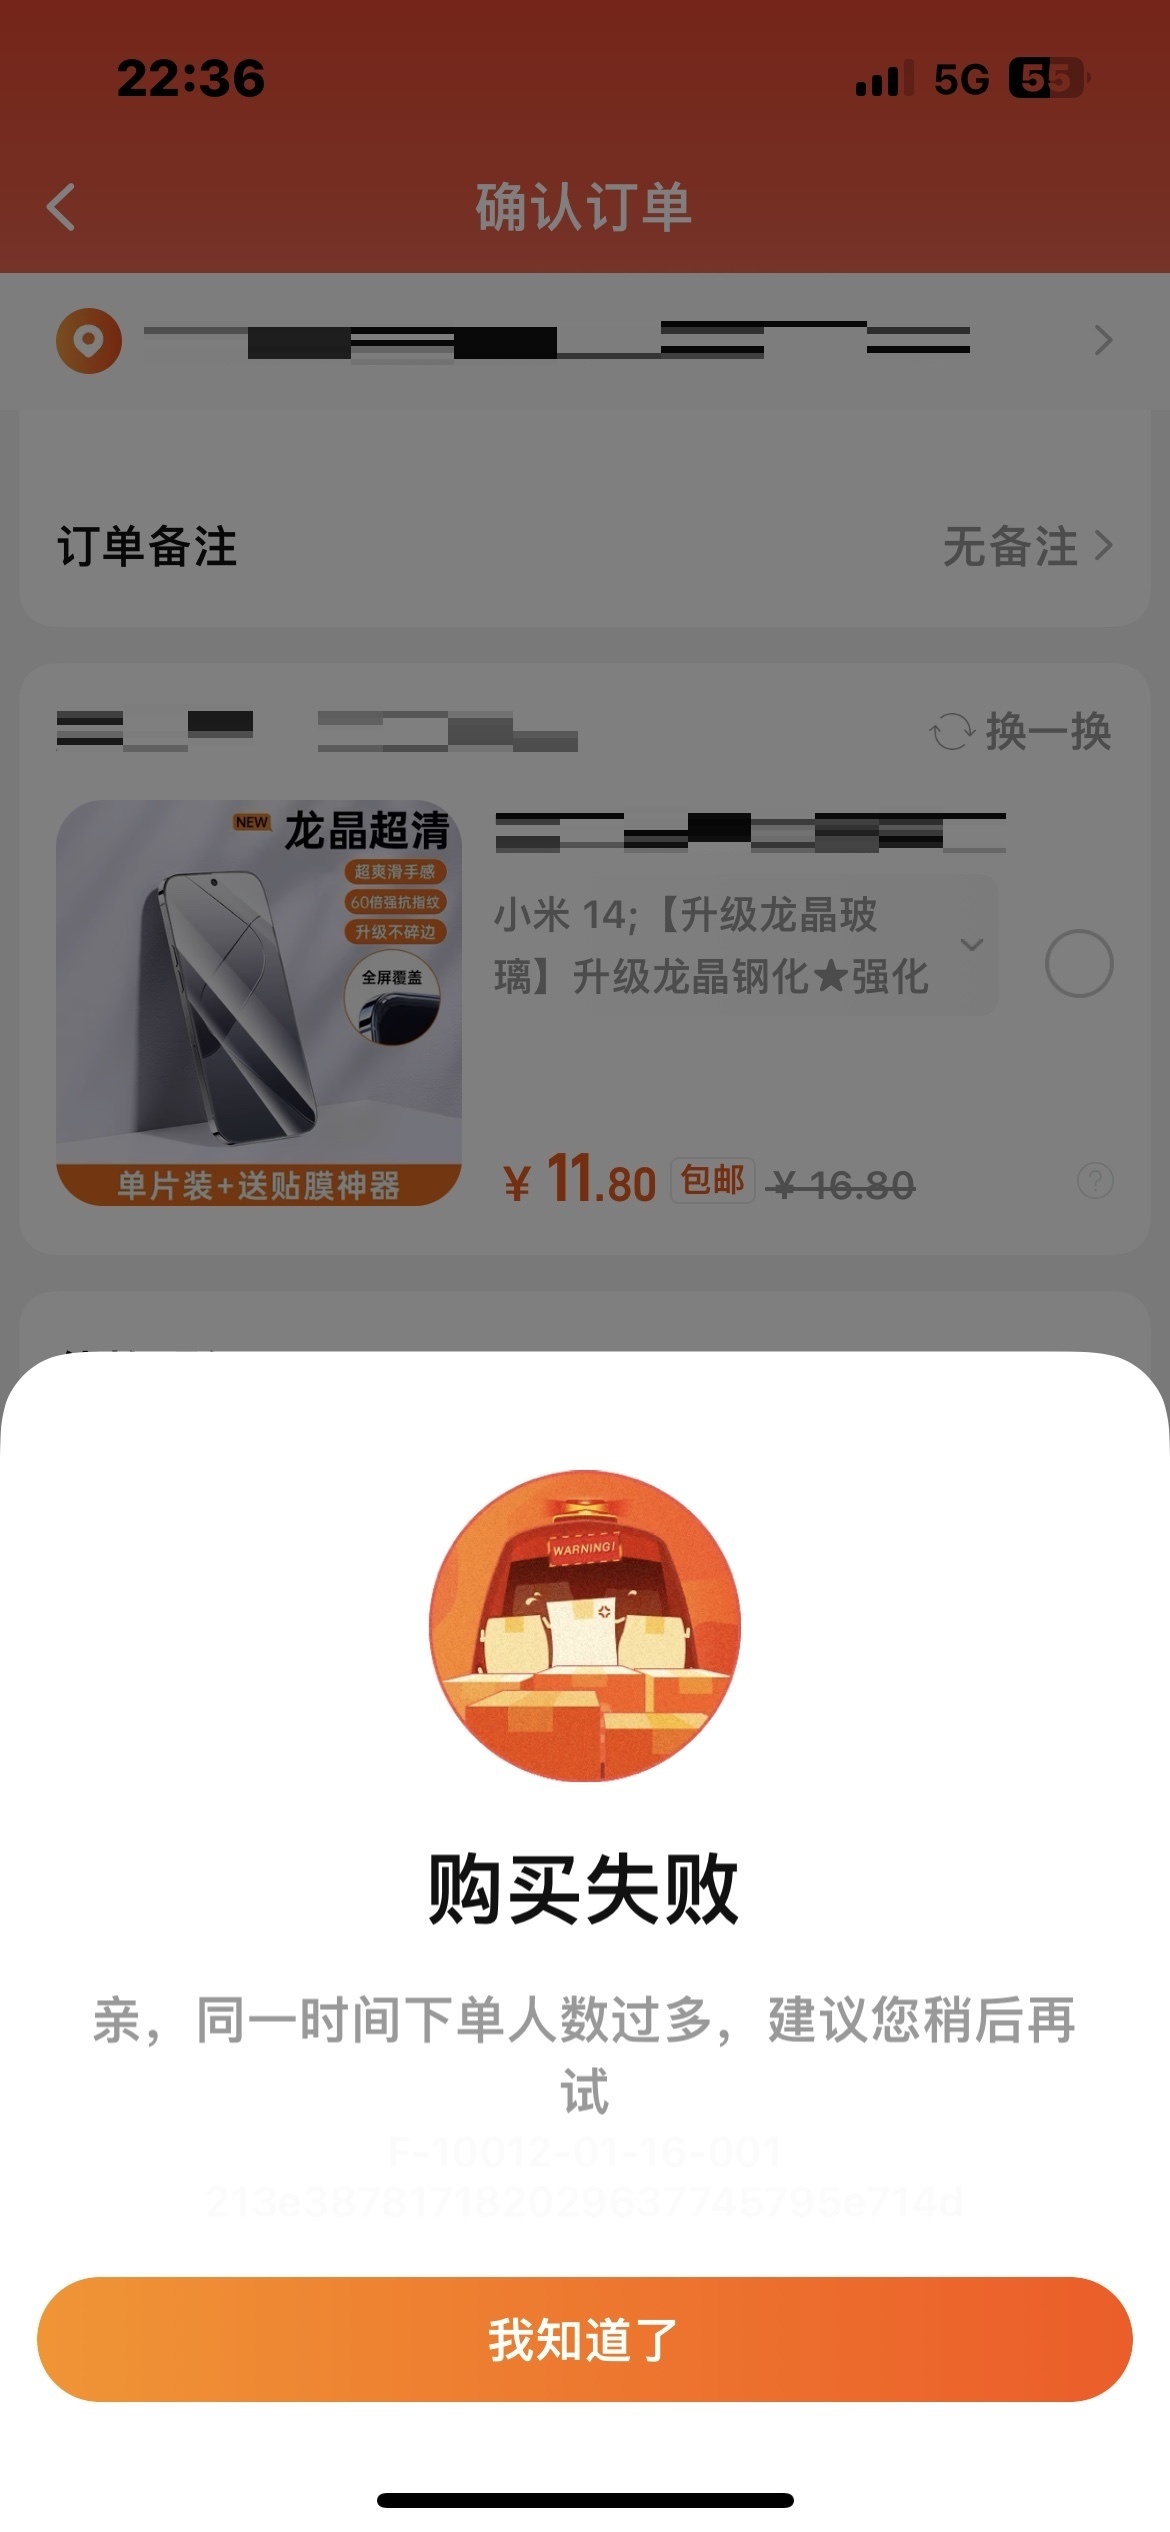 22:36
5G
55
确认订单
订单备注
无备注
换一换
NEW
龙晶超清
超爽滑手感
60倍强抗指纹
升级不碎边
全屏覆盖
单片装+送贴膜神器
小米 14;【升级龙晶玻
璃】升级龙晶钢化★强化
¥ 11.80 包邮 ¥ 16.80
WARNING!
购买失败
亲，同一时间下单人数过多，建议您稍后再
试
F-10012-01-16-001
我知道了